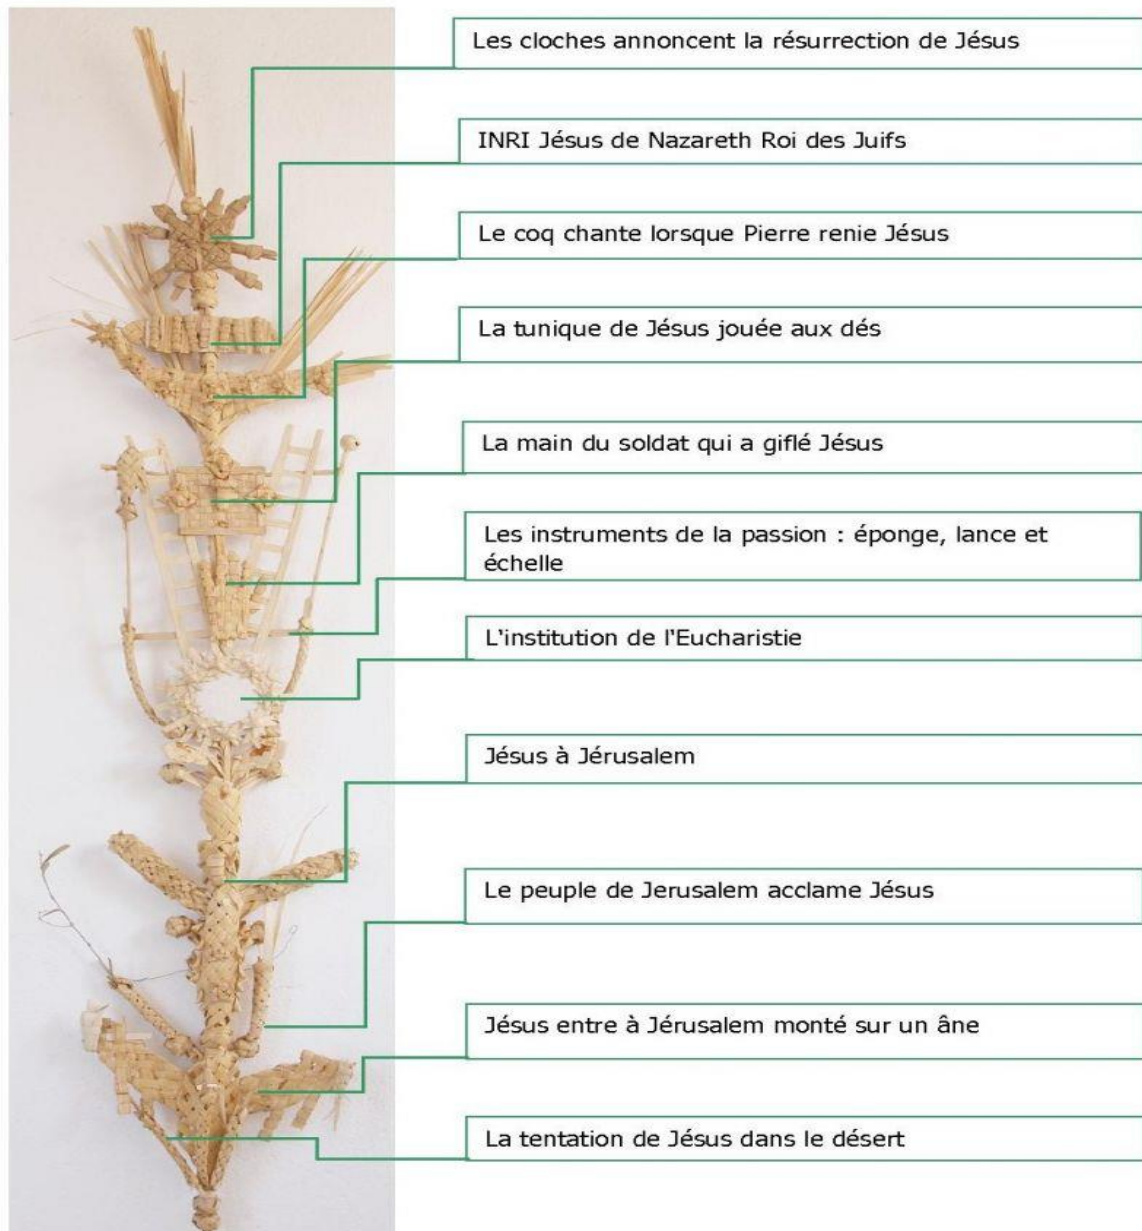 Les cloches annoncent la résurrection de Jésus
INRI Jésus de Nazareth Roi des Juifs
Le coq chante lorsque Pierre renie Jésus
La tunique de Jésus jouée aux dés
La main du soldat qui a giflé Jésus
Les instruments de la passion : éponge, lance et
échelle
L'institution de l'Eucharistie
Jésus à Jérusalem
Le peuple de Jerusalem acclame Jésus
Jésus entre à Jérusalem monté sur un âne
La tentation de Jésus dans le désert